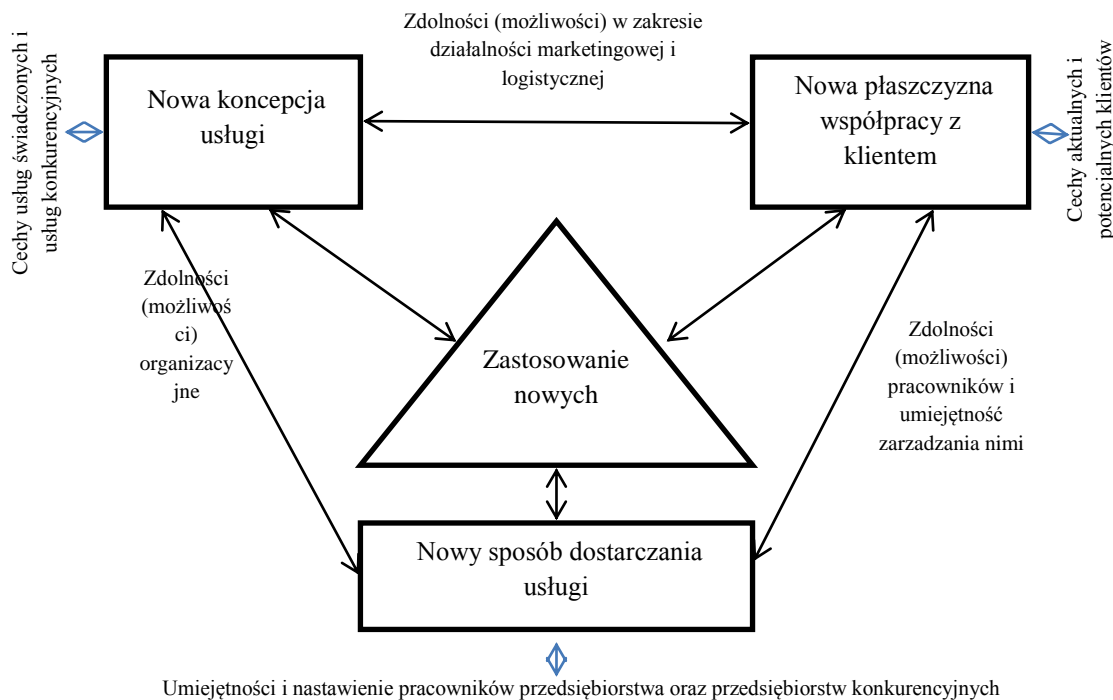 Zdolności (możliwości) w zakresie
działalności marketingowej i
logistycznej
Cechy usług świadczonych i
usług konkurencyjnych
Nowa koncepcja
usługi
Nowa płaszczyzna
współpracy z
klientem
Cechy aktualnych i
potencjalnych klientów
Zdolności
(możliwoś
ci)
organizacy
jne
Zastosowanie
nowych
Zdolności
(możliwości)
pracowników i
umiejętność
zarzadzania nimi
Nowy sposób dostarczania
usługi
Umiejętności i nastawienie pracowników przedsiębiorstwa oraz przedsiębiorstw konkurencyjnych